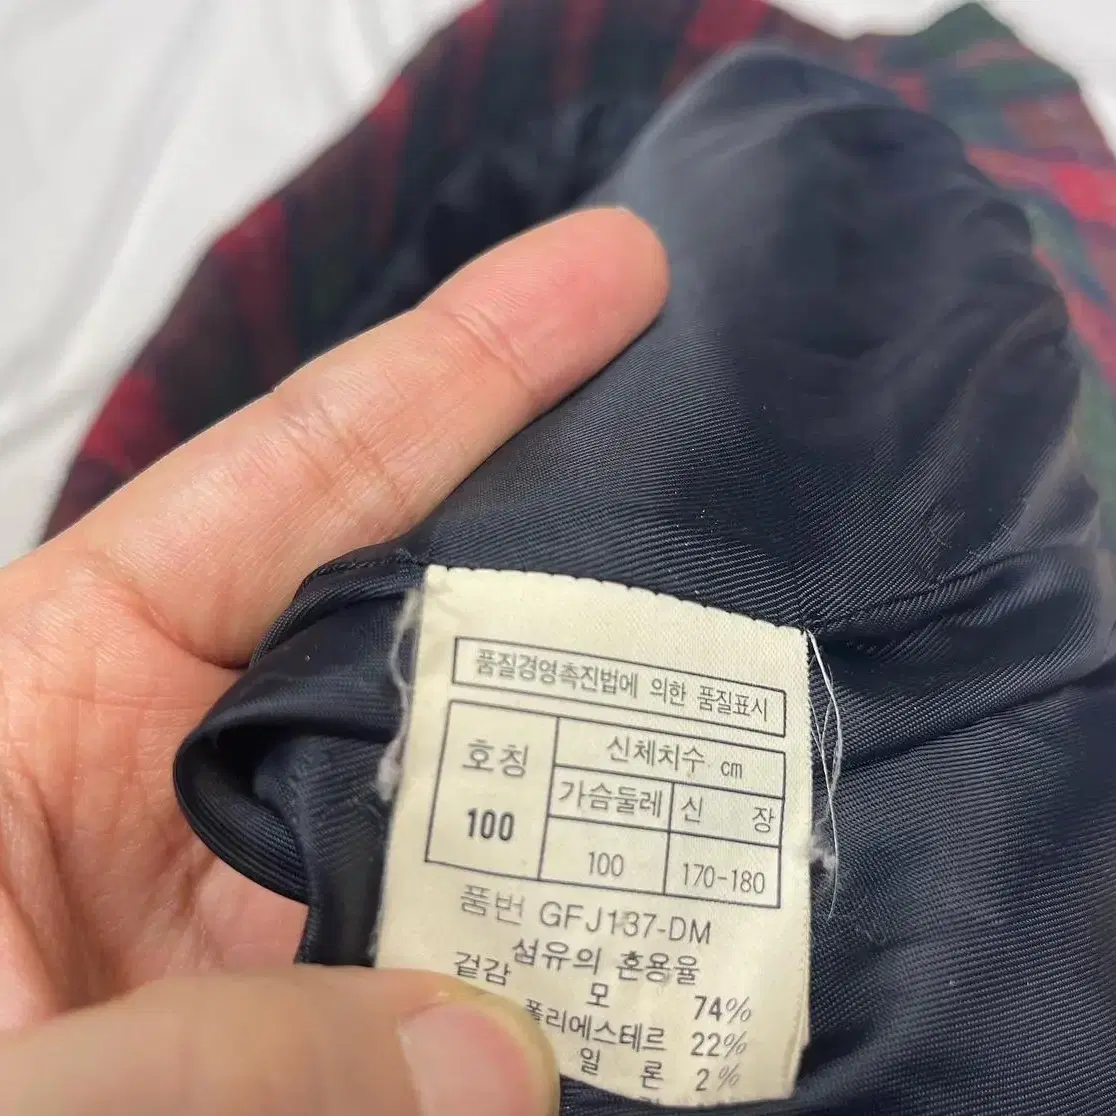 품질경영촉진법에 의한 품질표시
호칭
신체치수 cm
가슴둘레 신 장
100
100 170-180
품번 GFJ137-DM
섬유의 혼용율
겉감 모 74%
폴리에스테르 22%
일 론 2%